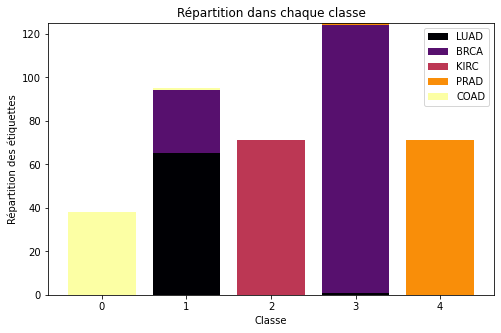 Répartition dans chaque classe
120
100
80
60
40
20
0
Répartition des étiquettes
LUAD
BRCA
KIRC
PRAD
COAD
0 1 2 3 4
Classe